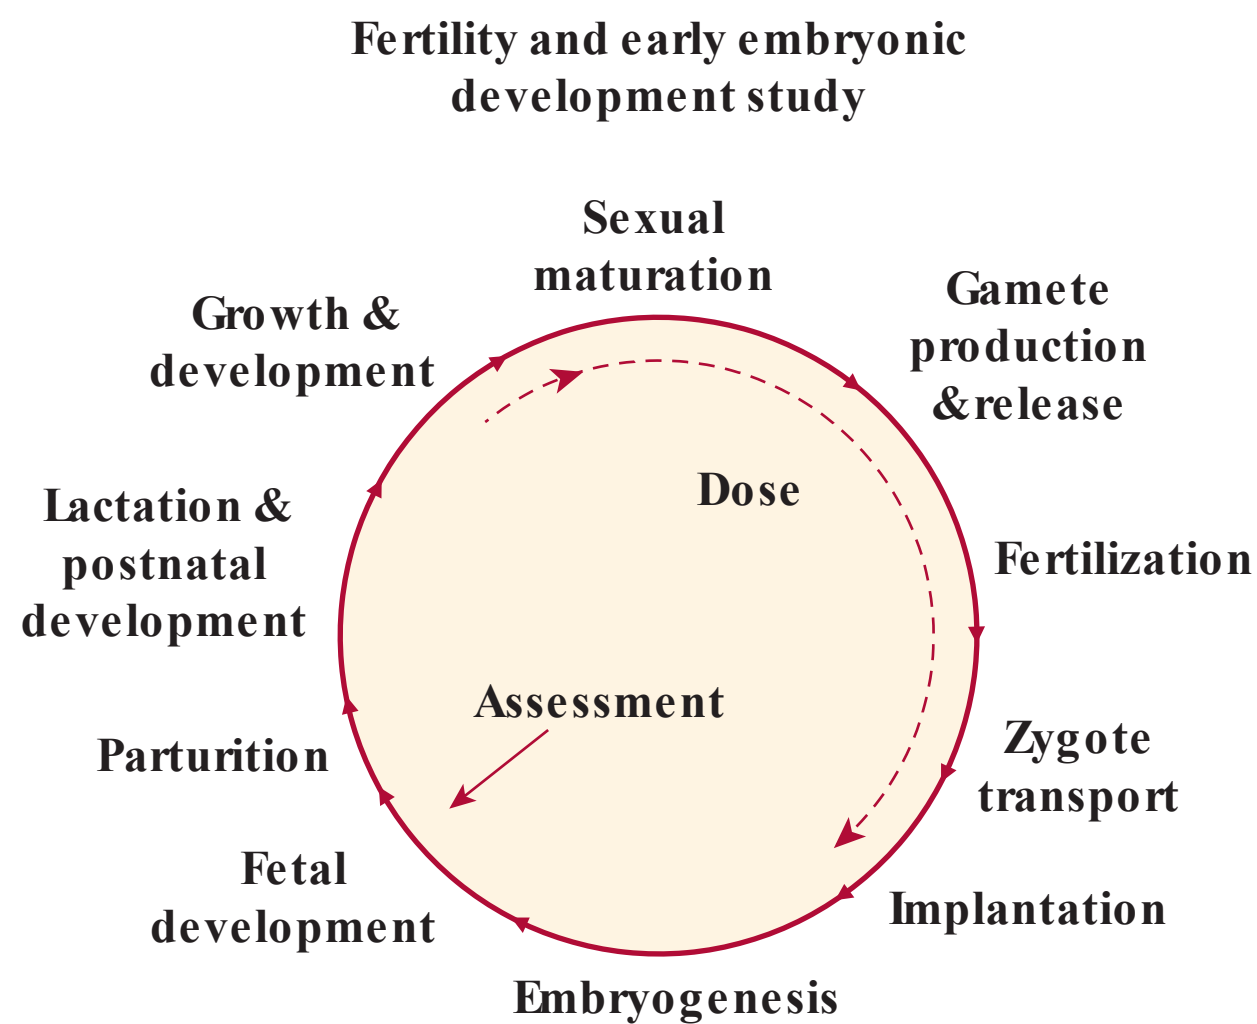 Fertility and early embryonic
development study
Sexual
maturation
Gamete
production
&release
Growth &
development
Dose
Lactation &
postnatal
development
Fertilization
Assessment
Zygote
transport
Parturition
Fetal
development
Implantation
Embryogenesis